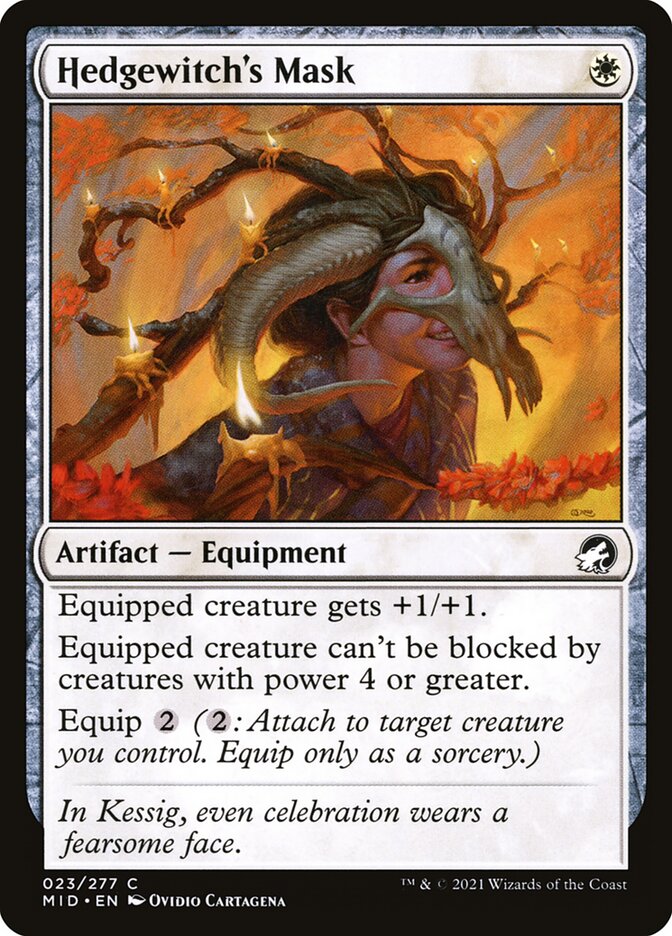 Hedgewitch's Mask
Artifact — Equipment
Equipped creature gets +1/+1.
Equipped creature can't be blocked by
creatures with power 4 or greater.
Equip 2 (2: Attach to target creature
you control. Equip only as a sorcery.)
In Kessig, even celebration wears a
fearsome face.
023/277 C
™ & © 2021 Wizards of the Coast
MID • EN Ovidio Cartagena